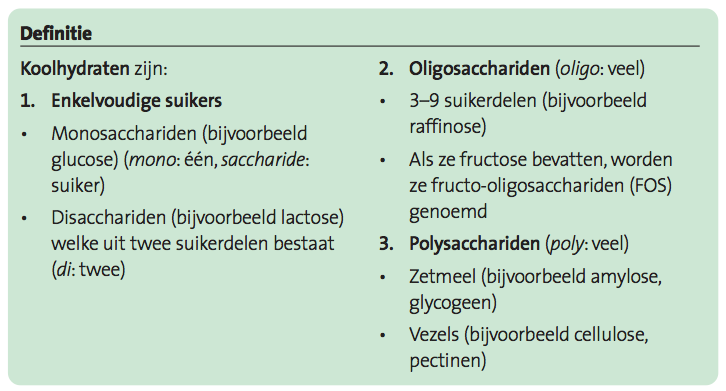 Definitie
Koolhydraten zijn:
1. Enkelvoudige suikers
• Monosacchariden (bijvoorbeeld
glucose) (mono: één, saccharide:
suiker)
• Disacchariden (bijvoorbeeld lactose)
welke uit twee suikerdelen bestaat
(di: twee)
2. Oligosacchariden (oligo: veel)
• 3–9 suikerdelen (bijvoorbeeld
raffinose)
• Als ze fructose bevatten, worden
ze fructo-oligosacchariden (FOS)
genoemd
3. Polysacchariden (poly: veel)
• Zetmeel (bijvoorbeeld amylose,
glycogeen)
• Vezels (bijvoorbeeld cellulose,
pectinen)